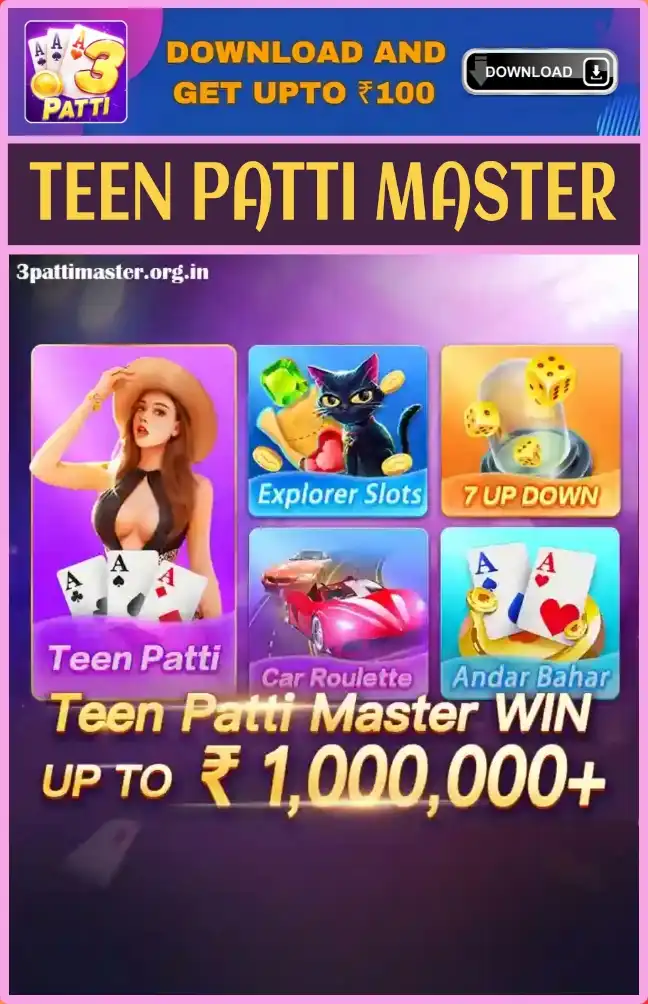 A A A 3
PATTI
DOWNLOAD AND
GET UPTO ₹100
DOWNLOAD
TEEN PATTI MASTER
3pattimaster.org.in
A A A
Teen Patti
Explorer Slots
7 UP DOWN
Car Roulette
A A
Andar Bahar
Teen Patti Master WIN
UP TO ₹ 1,000,000+